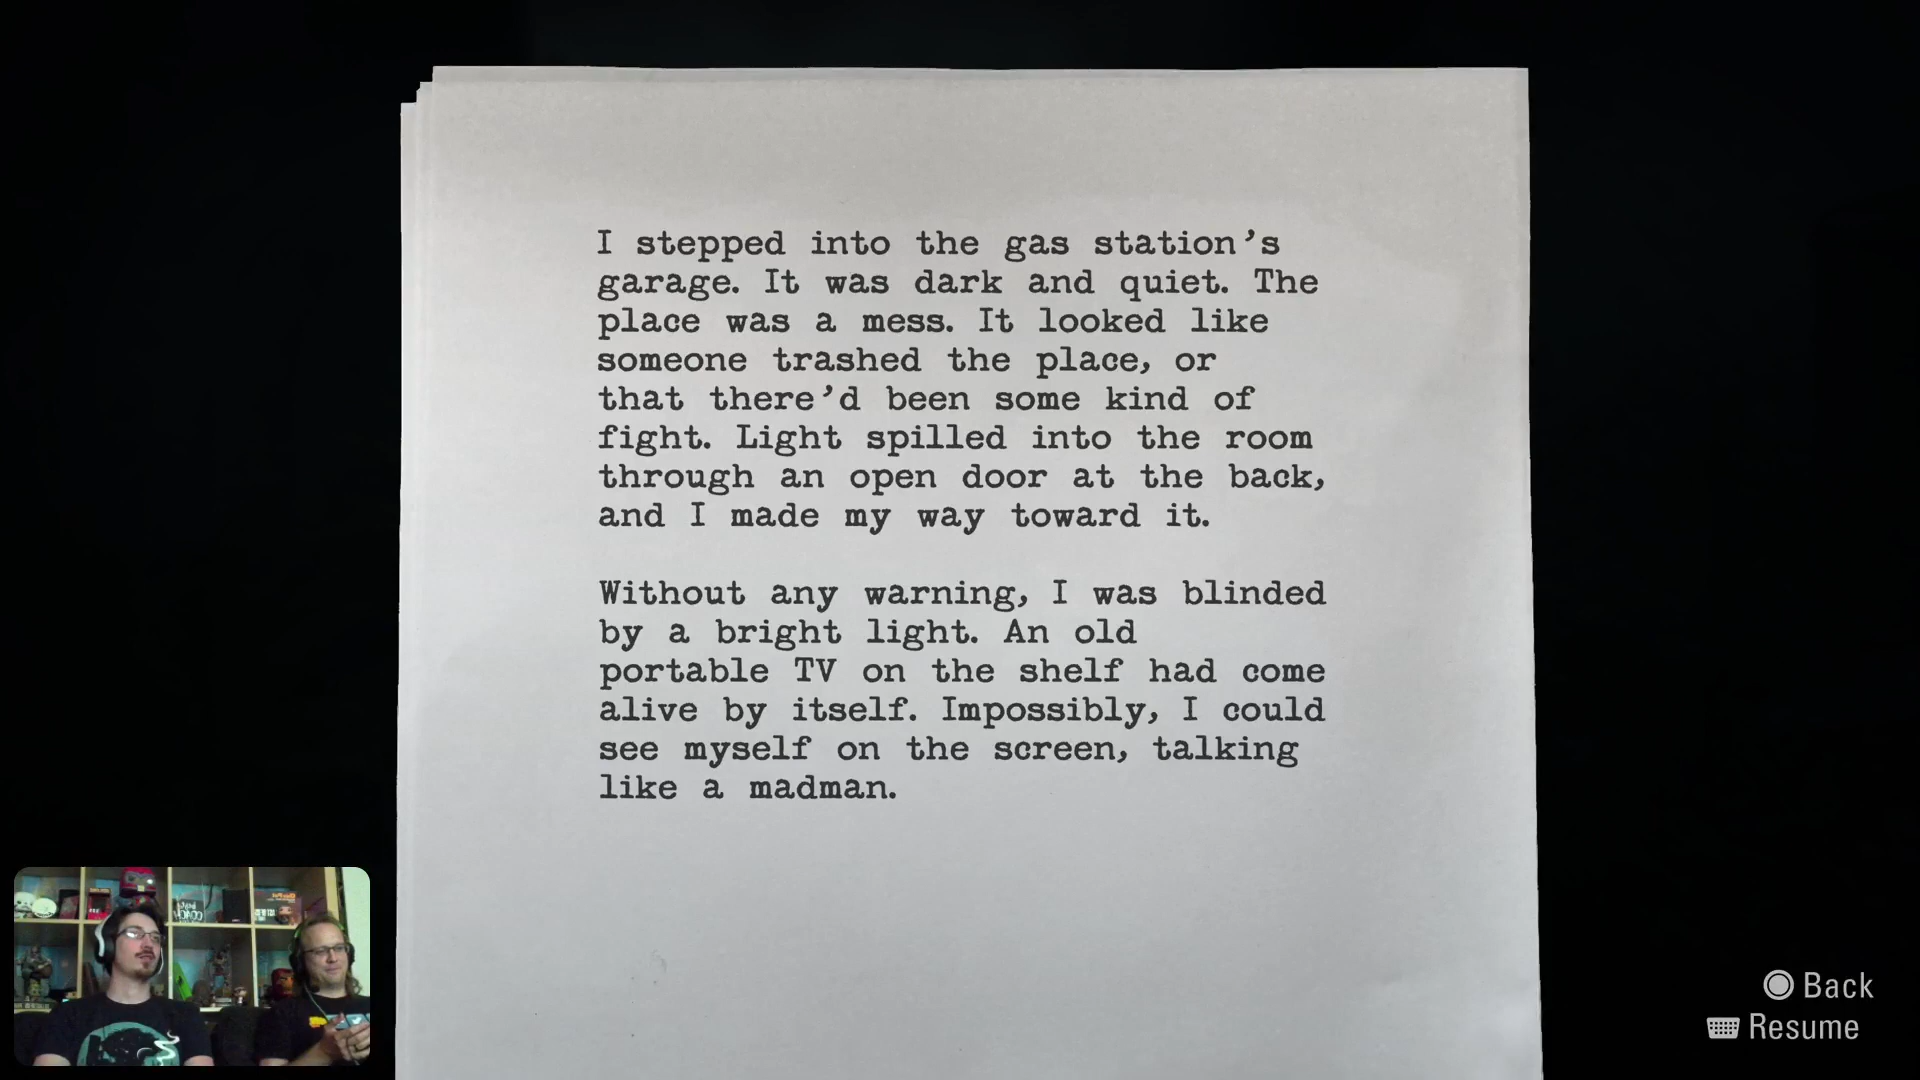 I stepped into the gas station’s
garage. It was dark and quiet. The
place was a mess. It looked like
someone trashed the place, or
that there’d been some kind of
fight. Light spilled into the room
through an open door at the back,
and I made my way toward it.
Without any warning, I was blinded
by a bright light. An old
portable TV on the shelf had come
alive by itself. Impossibly, I could
see myself on the screen, talking
like a madman.
Back
Resume